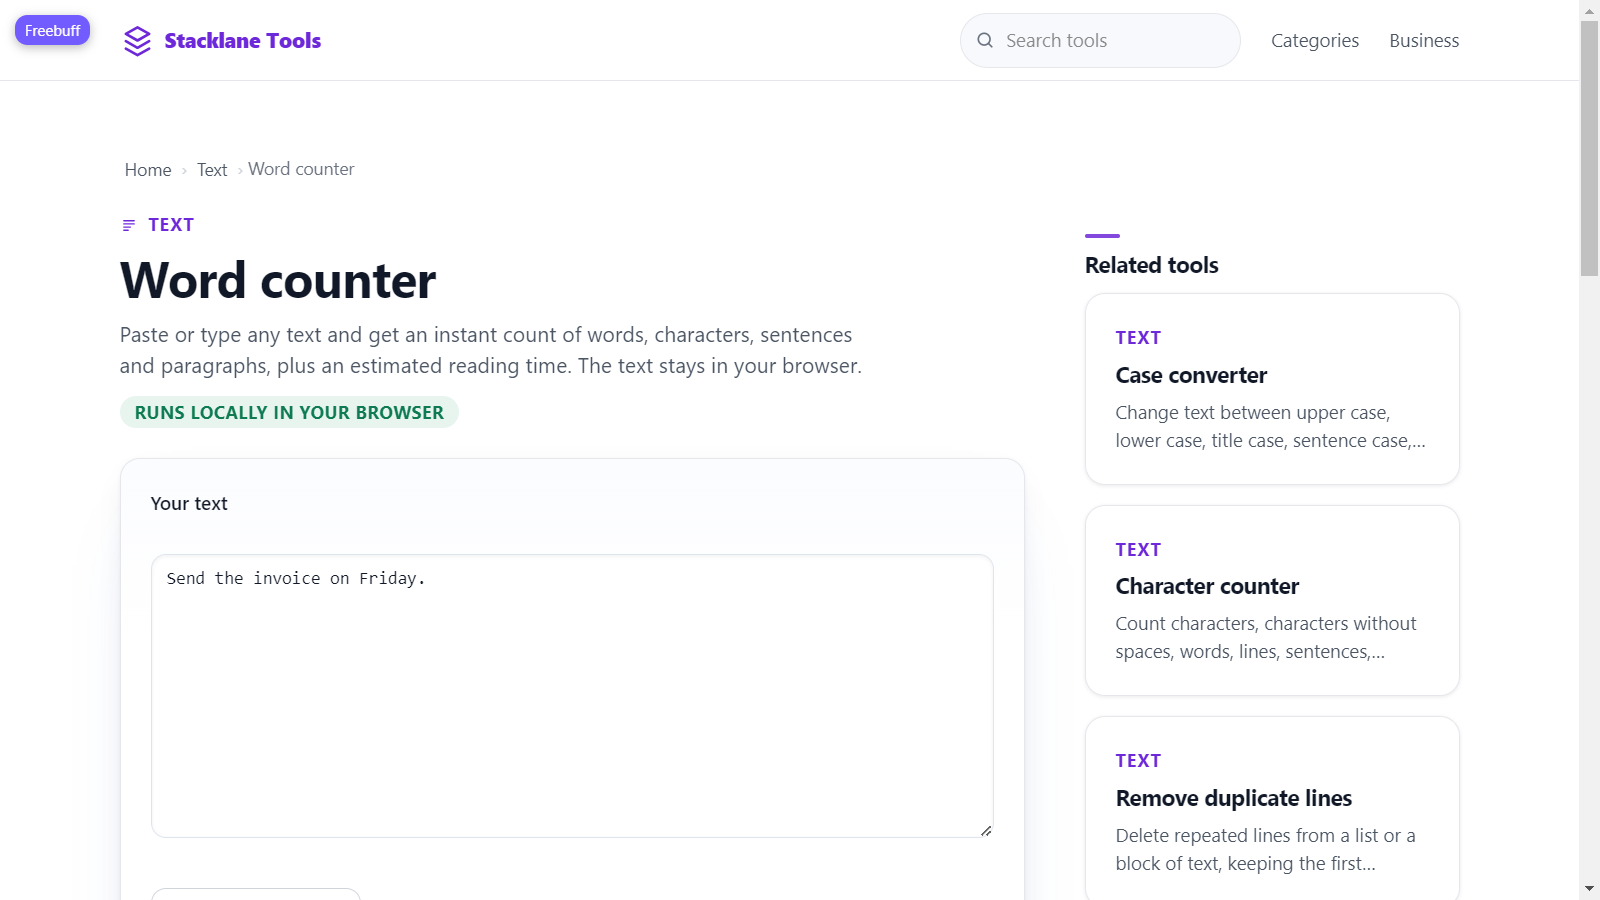 Freebuff
Stacklane Tools
Search tools
Categories
Business
Home › Text › Word counter
TEXT
Word counter
Paste or type any text and get an instant count of words, characters, sentences
and paragraphs, plus an estimated reading time. The text stays in your browser.
RUNS LOCALLY IN YOUR BROWSER
Your text
Send the invoice on Friday.
Related tools
TEXT
Case converter
Change text between upper case,
lower case, title case, sentence case,...
TEXT
Character counter
Count characters, characters without
spaces, words, lines, sentences,...
TEXT
Remove duplicate lines
Delete repeated lines from a list or a
block of text, keeping the first...